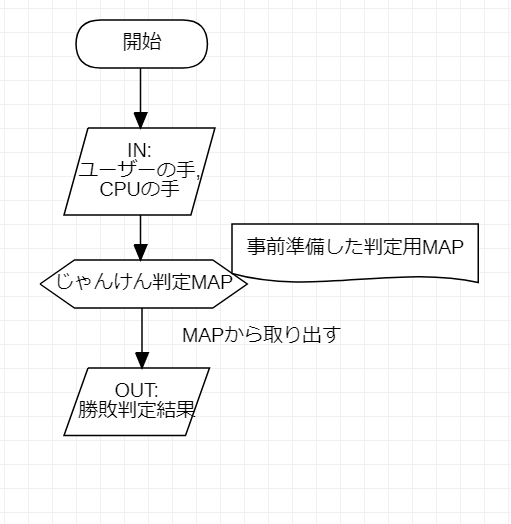 開始
IN:
ユーザーの手,
CPUの手
事前準備した判定用MAP
じゃんけん判定MAP
MAPから取り出す
OUT:
勝敗判定結果